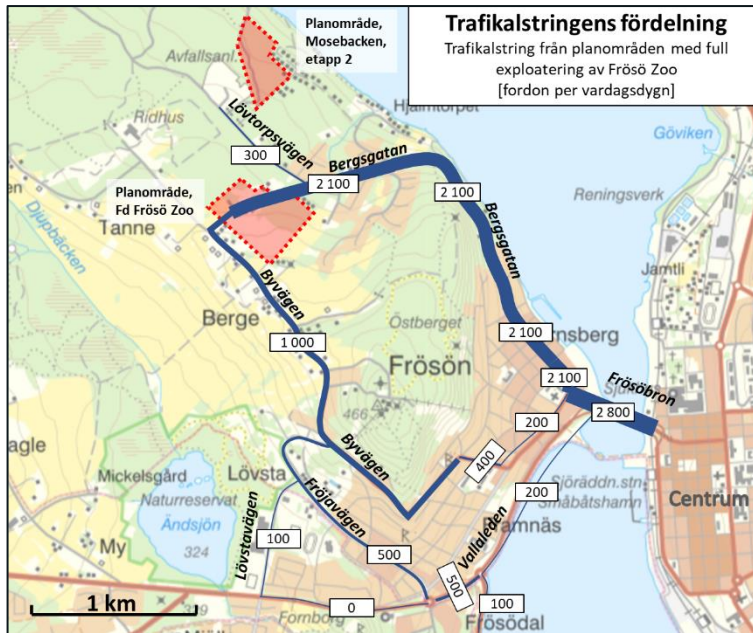 Trafikalstringens fördelning
Trafikalstring från planområden med full
exploatering av Frösö Zoo
[fordon per vardagsdygn]
Planområde,
Mosebacken,
etapp 2
Avfallsanl.
Ridhus
Hjälmtorpet
Göviken
Lövtorpsvägen
300
Bergsgatan
2 100
2 100
Bergsgatan
Reningsverk
Planområde,
Fd Frösö Zoo
Tanne
Djupbäcken
Jamtli
Byvägen
Berge
Östberget
1 000
Frösön
2 100
rnsberg
2 100
Frösöbron
Sjuk
2 800
466
200
agle
Mickelsgård
Lövsta
Byvägen
400
Naturreservat
Ändsjön
324
Fröjavägen
200
Sjöräddn.stn
Småbåtshamn
Centrum
My
Lövstavägen
100
500
Vallaleden
Hamnäs
500
100
1 km
329
Fornborg
0
Frösödal